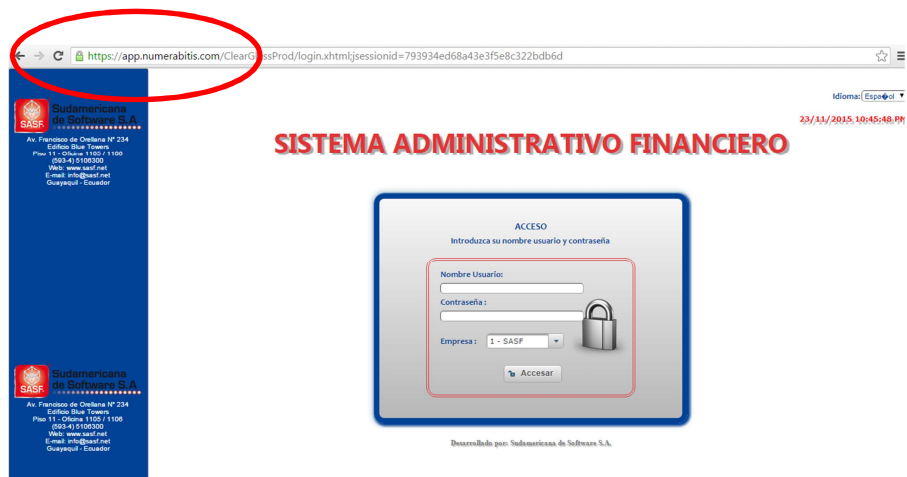 https://app.numerabitis.com/ClearGlassProd/login.xhtml;jsessionid=793934ed68a43e3f5e8c322bdb6d
Idioma: Espa�ol
23/11/2015 10:45:48 PM
SASF
Sudamericana
de Software S.A
Av. Francisco de Orellana N° 234
Edificio Blue Towers
Piso 11 - Oficina 1105 / 1106
(593-4) 5106300
Web: www.sasf.net
E-mail: info@sasf.net
Guayaquil - Ecuador
SISTEMA ADMINISTRATIVO FINANCIERO
ACCESO
Introduzca su nombre usuario y contraseña
Nombre Usuario:
Contraseña :
Empresa : 1 - SASF
Accesar
SASF
Sudamericana
de Software S.A
Av. Francisco de Orellana N° 234
Edificio Blue Towers
Piso 11 - Oficina 1105 / 1106
(593-4) 5106300
Web: www.sasf.net
E-mail: info@sasf.net
Guayaquil - Ecuador
Desarrollado por: Sudamericana de Software S.A.